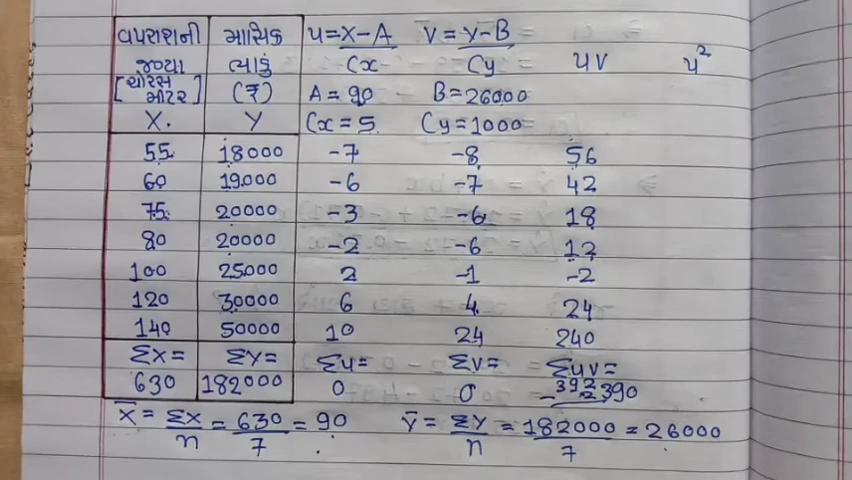 વપરાશની માસિક u=X-A V=Y-B
જગ્યા ભાડું Cx Cy uv u²
[ચોરસ મીટર] (₹) A=90 B=26000
X. Y Cx=5 Cy=1000
55 18000 -7 -8 56
60 19000 -6 -7 42
75 20000 -3 -6 18
80 20000 -2 -6 12
100 25000 2 -1 -2
120 30000 6 4 24
140 50000 10 24 240
ΣX= ΣY= Σu= ΣV= Σuv=
630 182000 0 0 392 - 2 390
X̄ = ΣX = 630 = 90 Ȳ = ΣY = 182000 = 26000
n 7 n 7